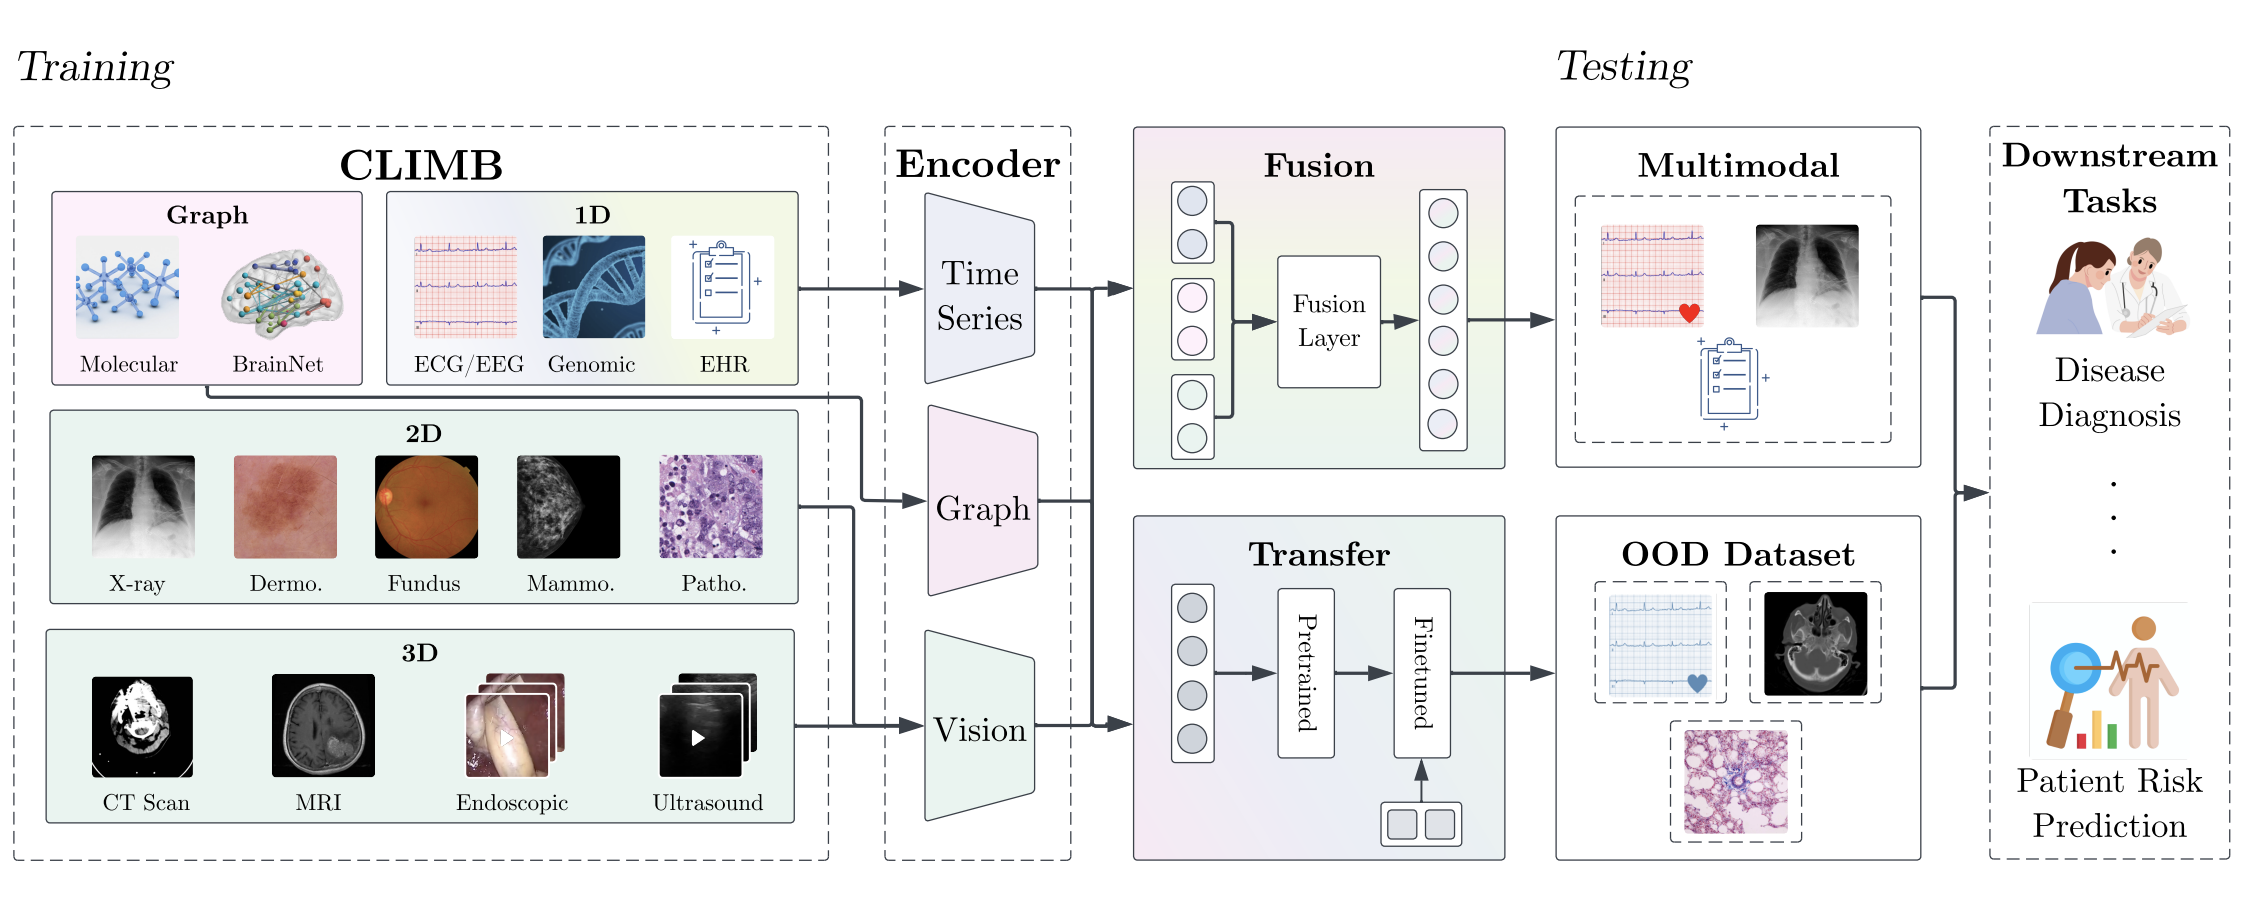 Training
Testing
CLIMB
Graph
Molecular
BrainNet
1D
ECG/EEG
Genomic
EHR
2D
X-ray
Dermo.
Fundus
Mammo.
Patho.
3D
CT Scan
MRI
Endoscopic
Ultrasound
Encoder
Time
Series
Graph
Vision
Fusion
Fusion
Layer
Transfer
Pretrained
Finetuned
Multimodal
OOD Dataset
Downstream
Tasks
Disease
Diagnosis
.
.
.
Patient Risk
Prediction